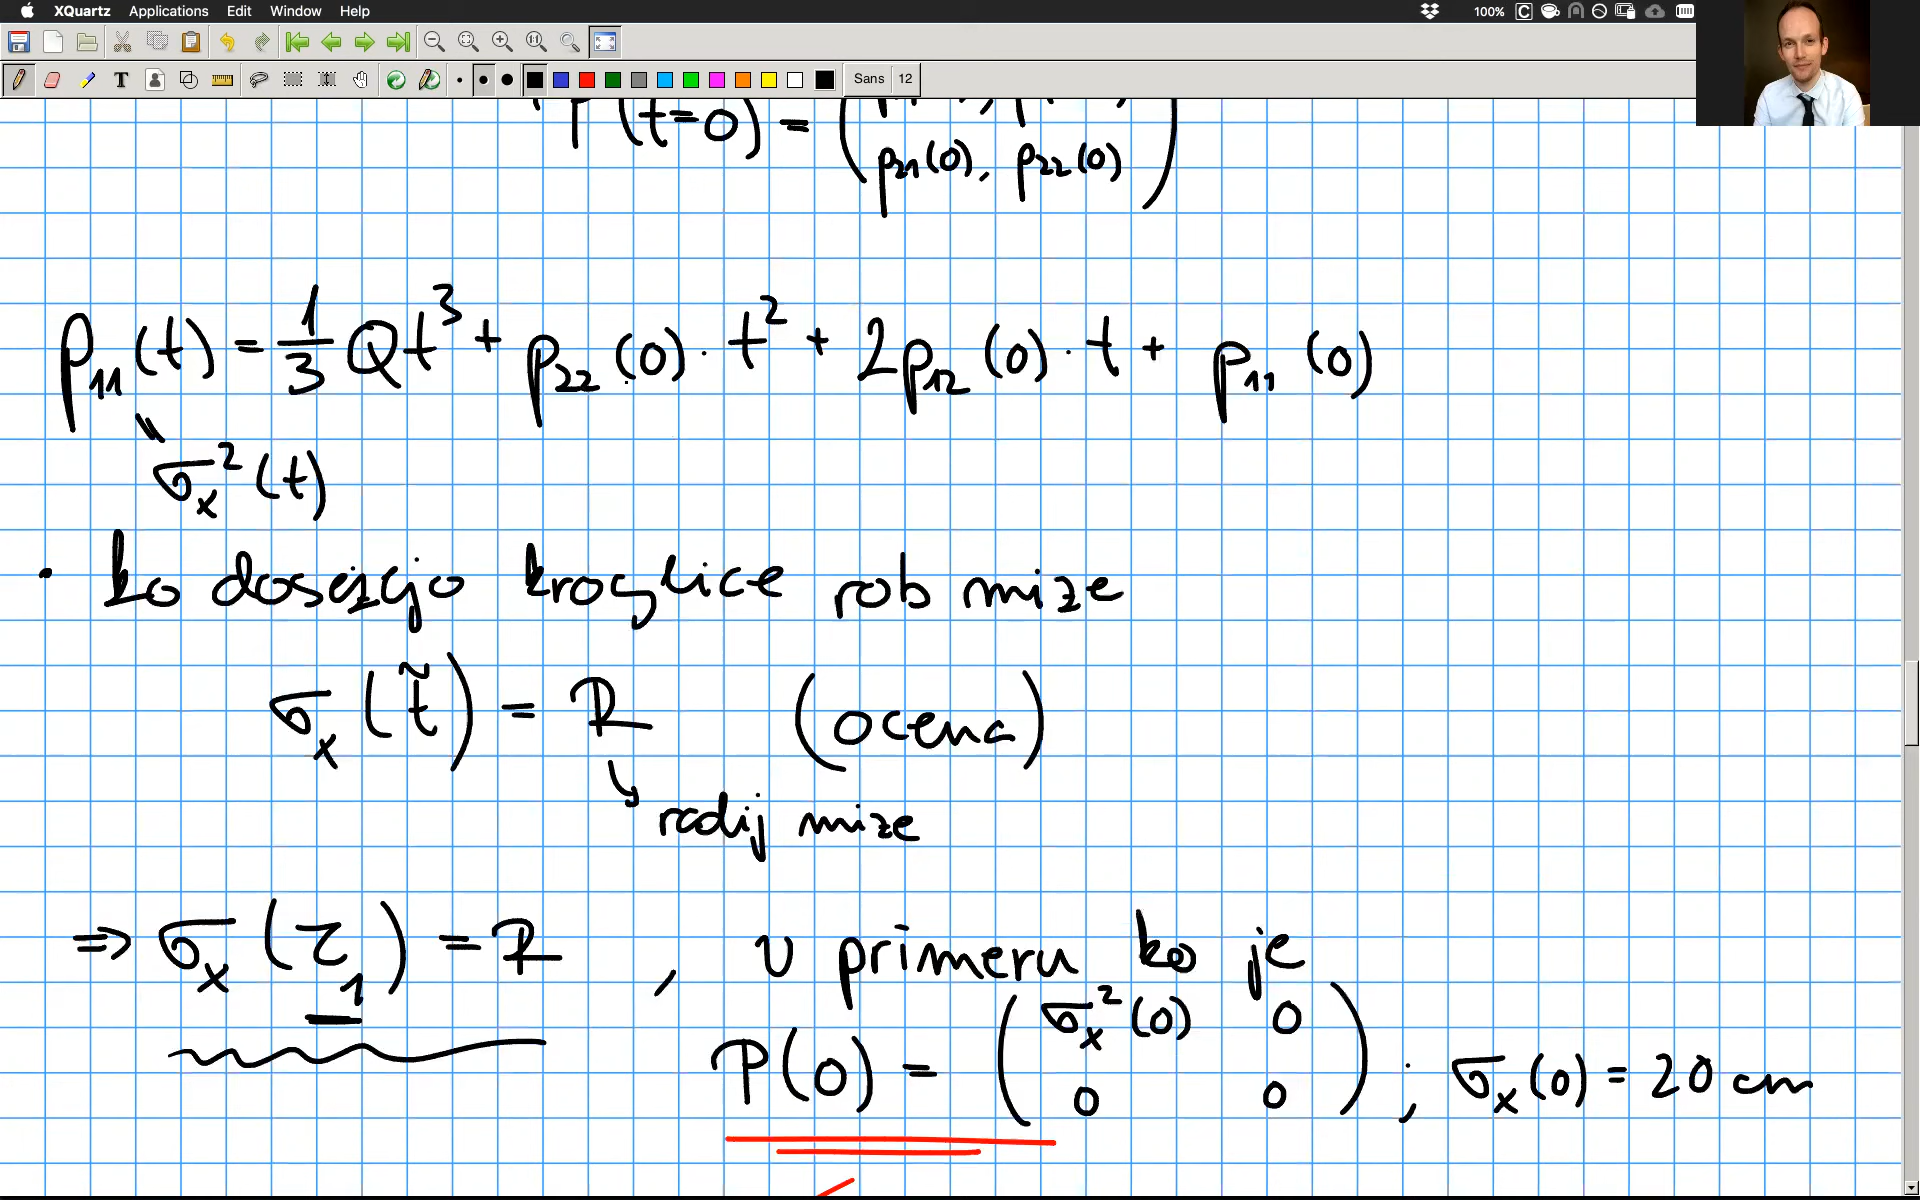 XQuartz Applications Edit Window Help 100%
Sans 12
P(t=0) =
p21(0), p22(0)
p11(t) = 1/3 Qt³ + p22(0)·t² + 2p12(0)·t + p11(0)
σx²(t)
· ko dosežejo kroglice rob mize
σx(t̃) = R (ocena)
radij mize
⇒ σx(τ1) = R , v primeru ko je
P(0) = (σx²(0) 0
0 0) ; σx(0) = 20 cm